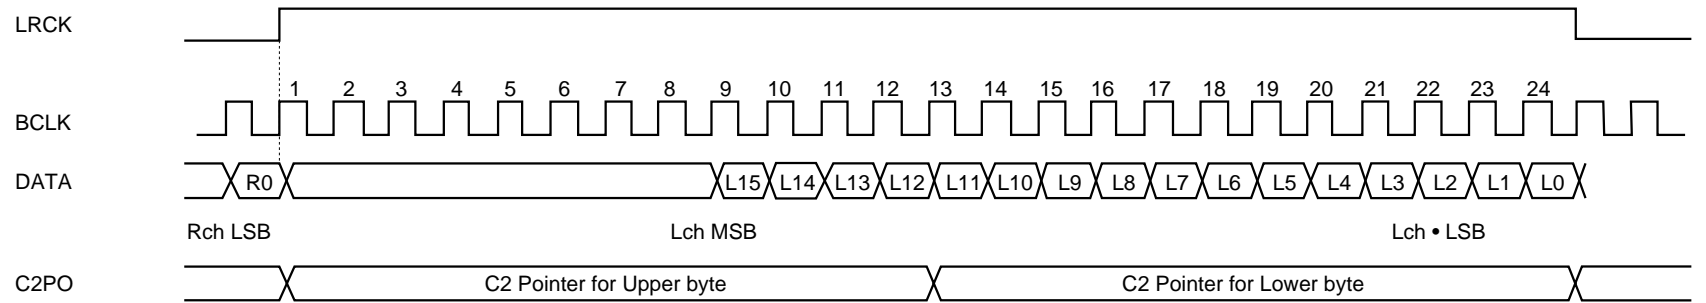 LRCK
1 2 3 4 5 6 7 8 9 10 11 12 13 14 15 16 17 18 19 20 21 22 23 24
BCLK
DATA R0 L15 L14 L13 L12 L11 L10 L9 L8 L7 L6 L5 L4 L3 L2 L1 L0
Rch LSB Lch MSB Lch • LSB
C2PO C2 Pointer for Upper byte C2 Pointer for Lower byte